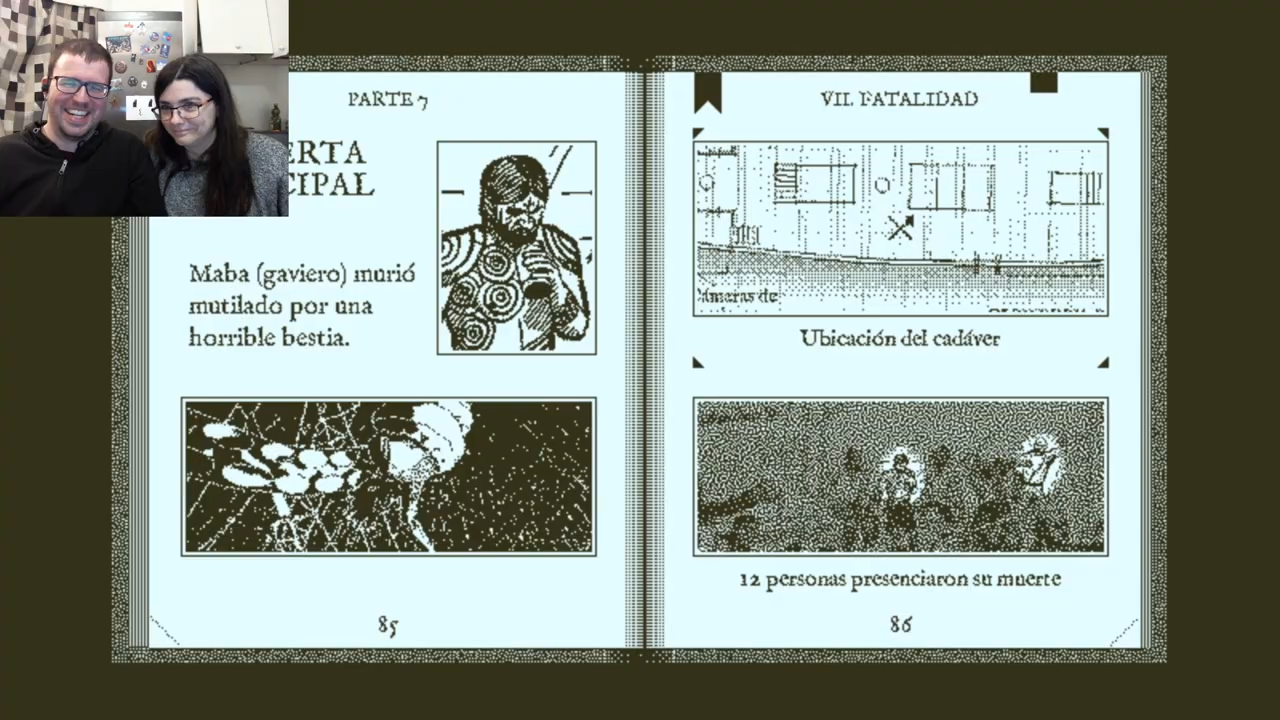 PARTE 7
ERTA
CIPAL
Maba (gaviero) murió
mutilado por una
horrible bestia.
85
VII. FATALIDAD
Ubicación del cadáver
12 personas presenciaron su muerte
86